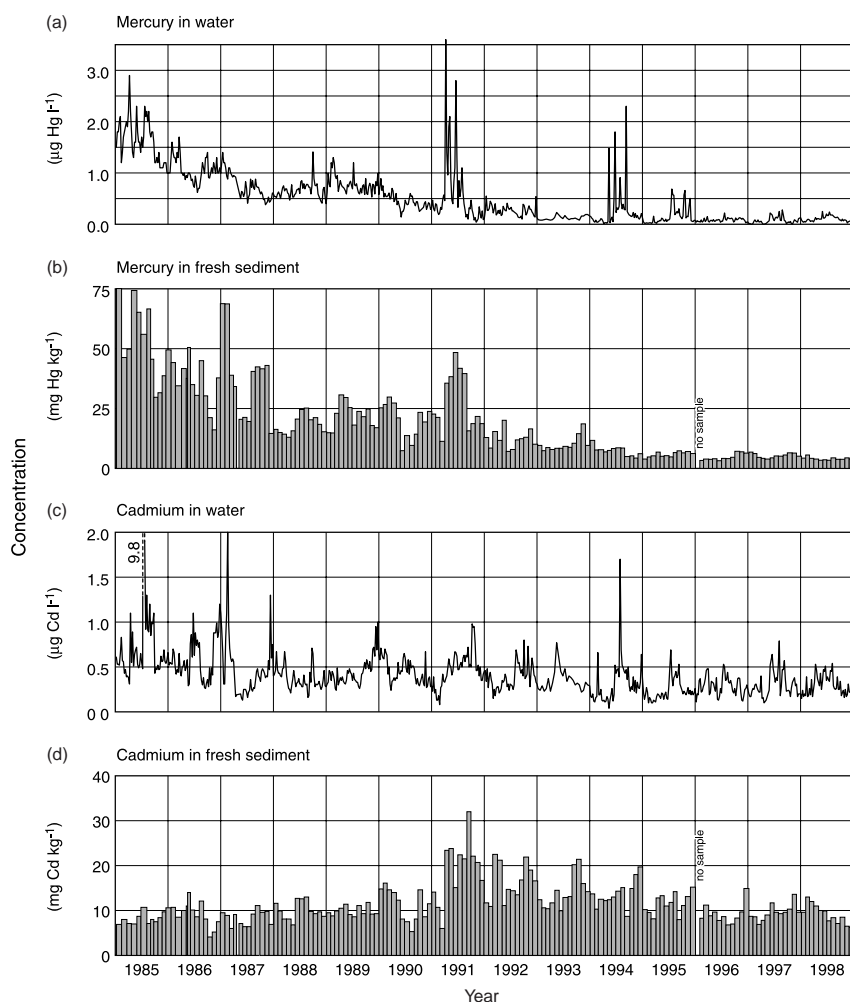 (a) Mercury in water
3.0
2.0
1.0
0.0
(µg Hg l-1)
(b) Mercury in fresh sediment
75
50
25
0
(mg Hg kg-1)
no sample
Concentration
(c) Cadmium in water
2.0
1.5
1.0
0.5
0 0
(µg Cd l-1)
9.8
(d) Cadmium in fresh sediment
40
30
20
10
0
(mg Cd kg-1)
no sample
1985 1986 1987 1988 1989 1990 1991 1992 1993 1994 1995 1996 1997 1998
Year